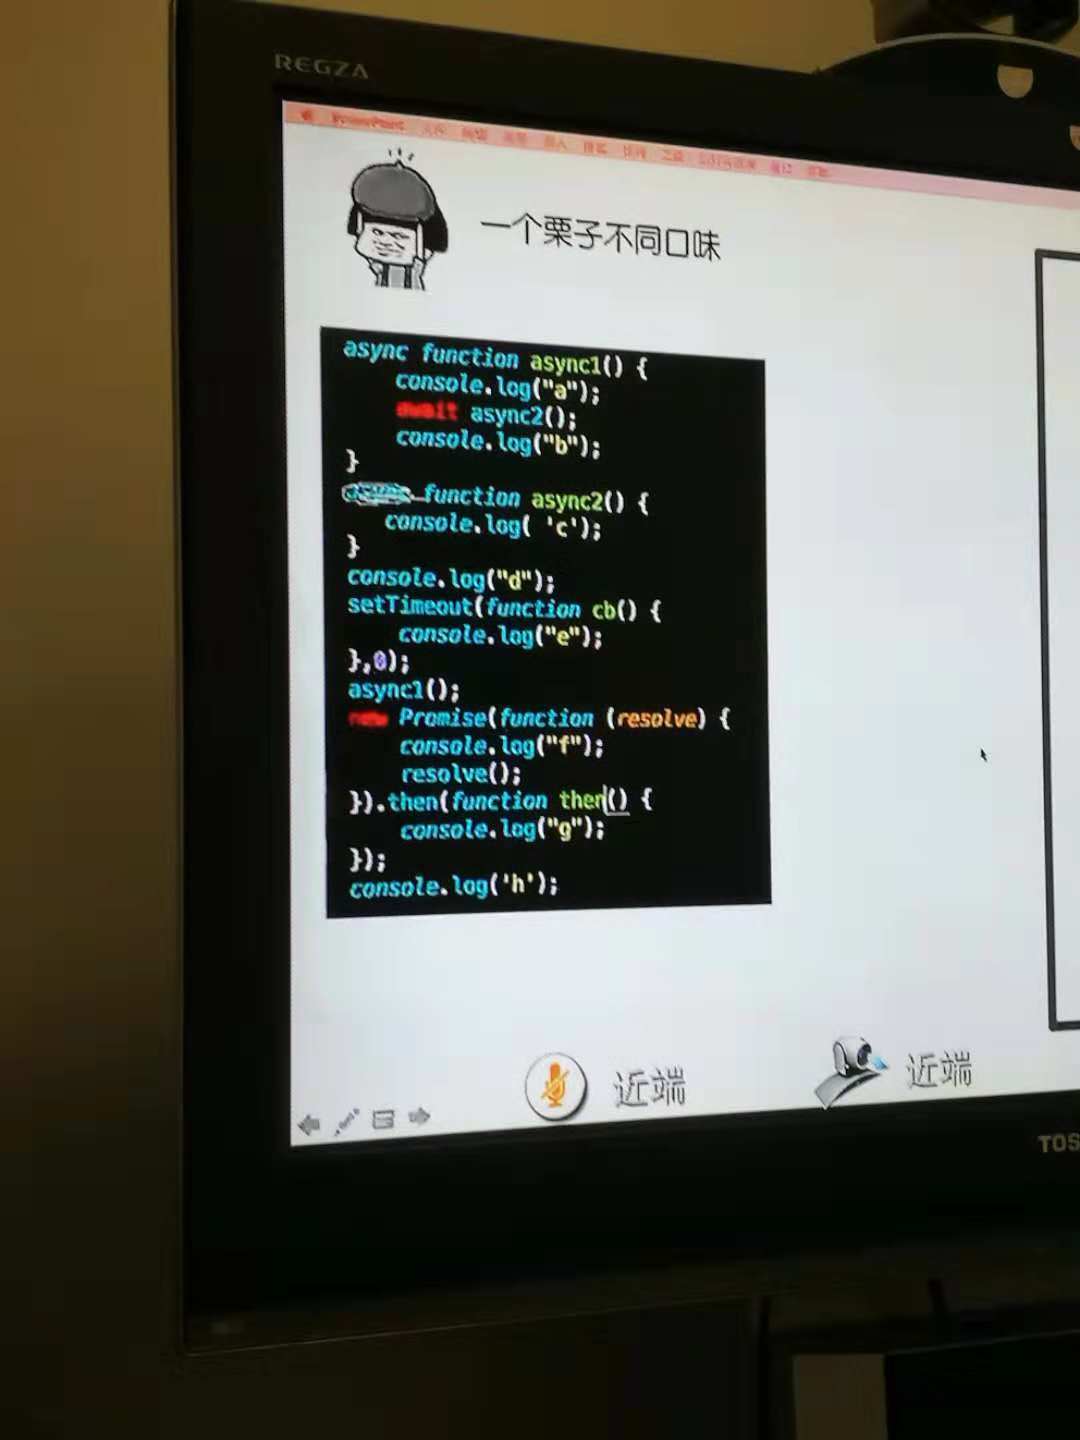 REGZA
PowerPoint
一个栗子不同口味
async function async1() {
console.log("a");
await async2();
console.log("b");
}
async function async2() {
console.log( 'c');
}
console.log("d");
setTimeout(function cb() {
console.log("e");
},0);
async1();
new Promise(function (resolve) {
console.log("f");
resolve();
}).then(function then() {
console.log("g");
});
console.log('h');
近端
近端
TOS